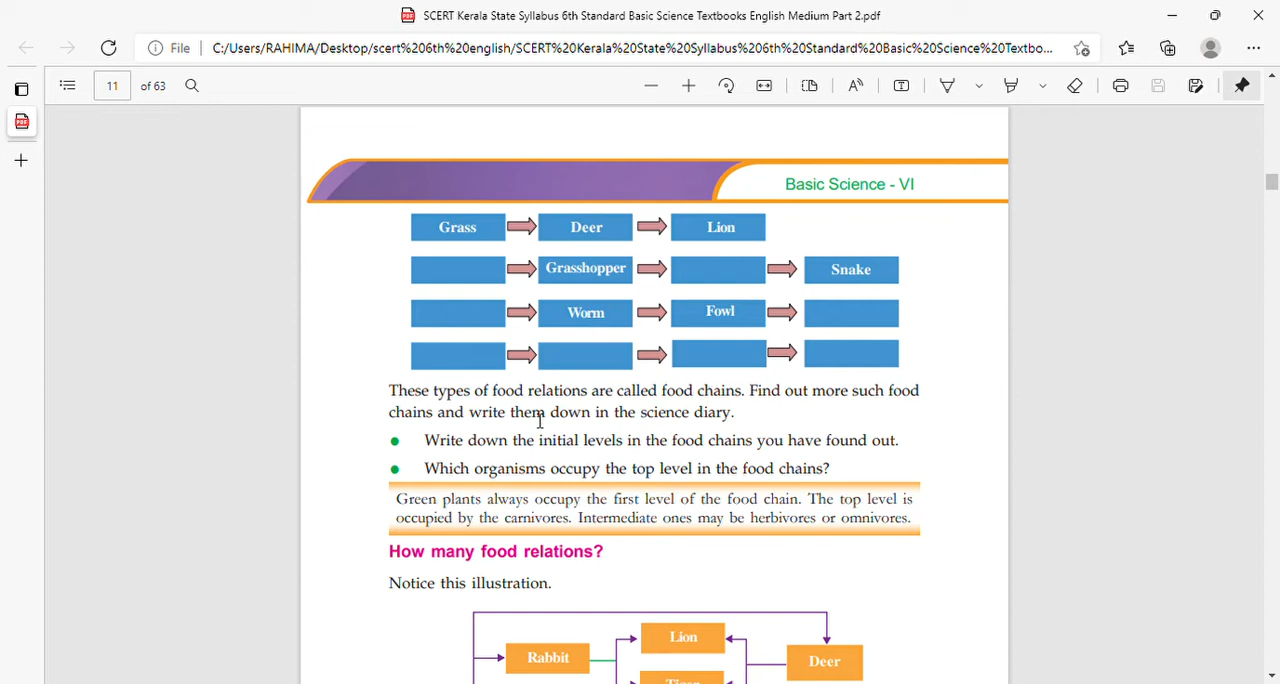 SCERT Kerala State Syllabus 6th Standard Basic Science Textbooks English Medium Part 2.pdf
File | C:/Users/RAHIMA/Desktop/scert%206th%20english/SCERT%20Kerala%20State%20Syllabus%206th%20Standard%20Basic%20Science%20Textbo...
11 of 63
Basic Science - VI
Grass Deer Lion
Grasshopper Snake
Worm Fowl
These types of food relations are called food chains. Find out more such food
chains and write them down in the science diary.
Write down the initial levels in the food chains you have found out.
Which organisms occupy the top level in the food chains?
Green plants always occupy the first level of the food chain. The top level is
occupied by the carnivores. Intermediate ones may be herbivores or omnivores.
How many food relations?
Notice this illustration.
Lion
Rabbit Deer
Tiger